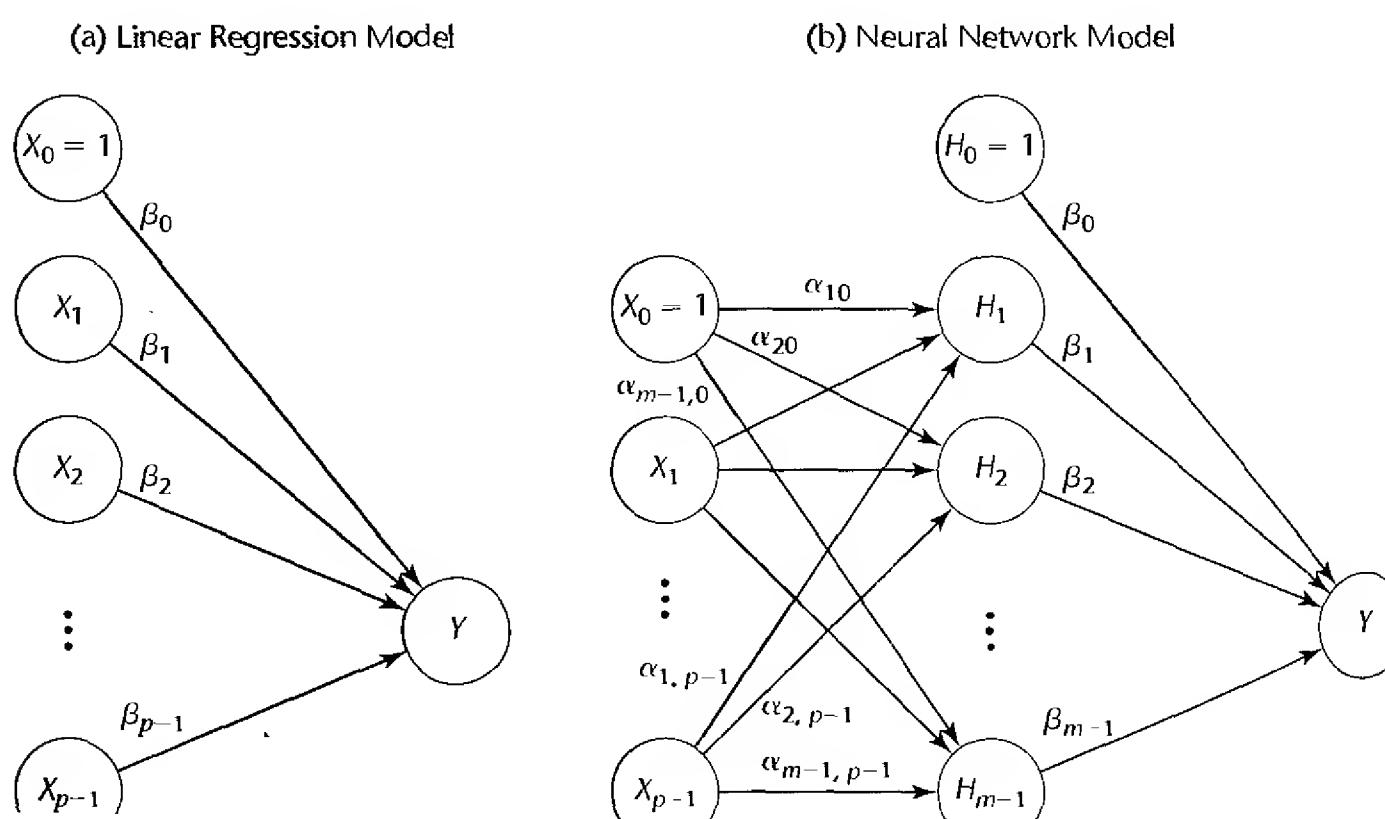 (a) Linear Regression Model
X₀ = 1
β₀
X₁
β₁
X₂
β₂
Y
βₚ₋₁
Xₚ₋₁
(b) Neural Network Model
H₀ = 1
β₀
X₀ = 1
α₁₀
H₁
α₂₀
β₁
αₘ₋₁,₀
X₁
H₂
β₂
Y
α₁, ₚ₋₁
α₂, ₚ₋₁
βₘ₋₁
αₘ₋₁, ₚ₋₁
Xₚ₋₁
Hₘ₋₁